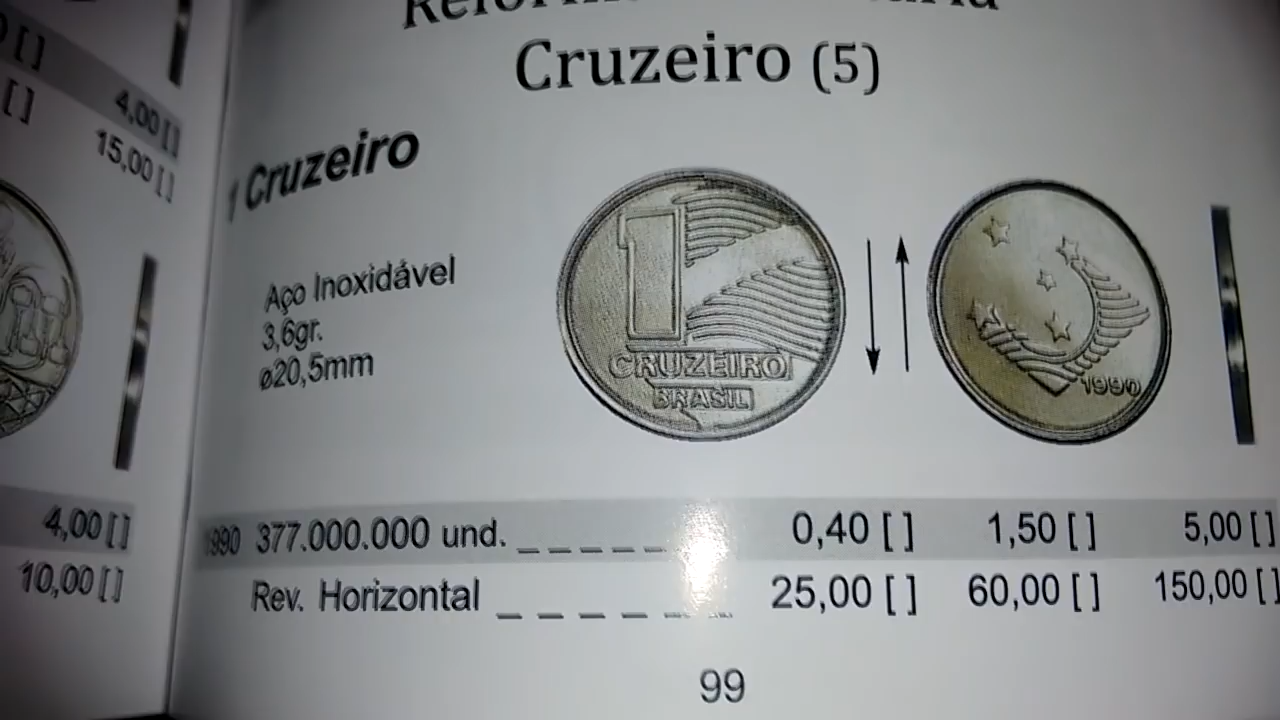 4,00 []
15,00 []
4,00 []
10,00 []
Cruzeiro (5)
1 Cruzeiro
Aço Inoxidável
3,6gr.
ø20,5mm
1
CRUZEIRO
BRASIL
1990
1990 377.000.000 und. _ _ _ _ _ 0,40 [ ] 1,50 [ ] 5,00 [ ]
Rev. Horizontal _ _ _ _ _ 25,00 [ ] 60,00 [ ] 150,00 [ ]
99